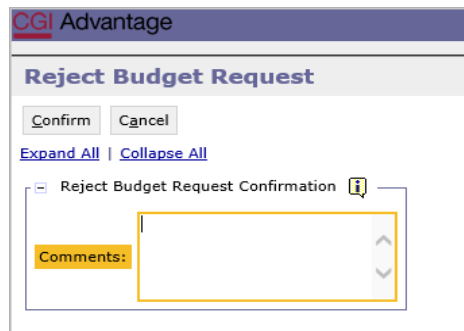 CGI Advantage
Reject Budget Request
Confirm Cancel
Expand All | Collapse All
Reject Budget Request Confirmation
Comments: